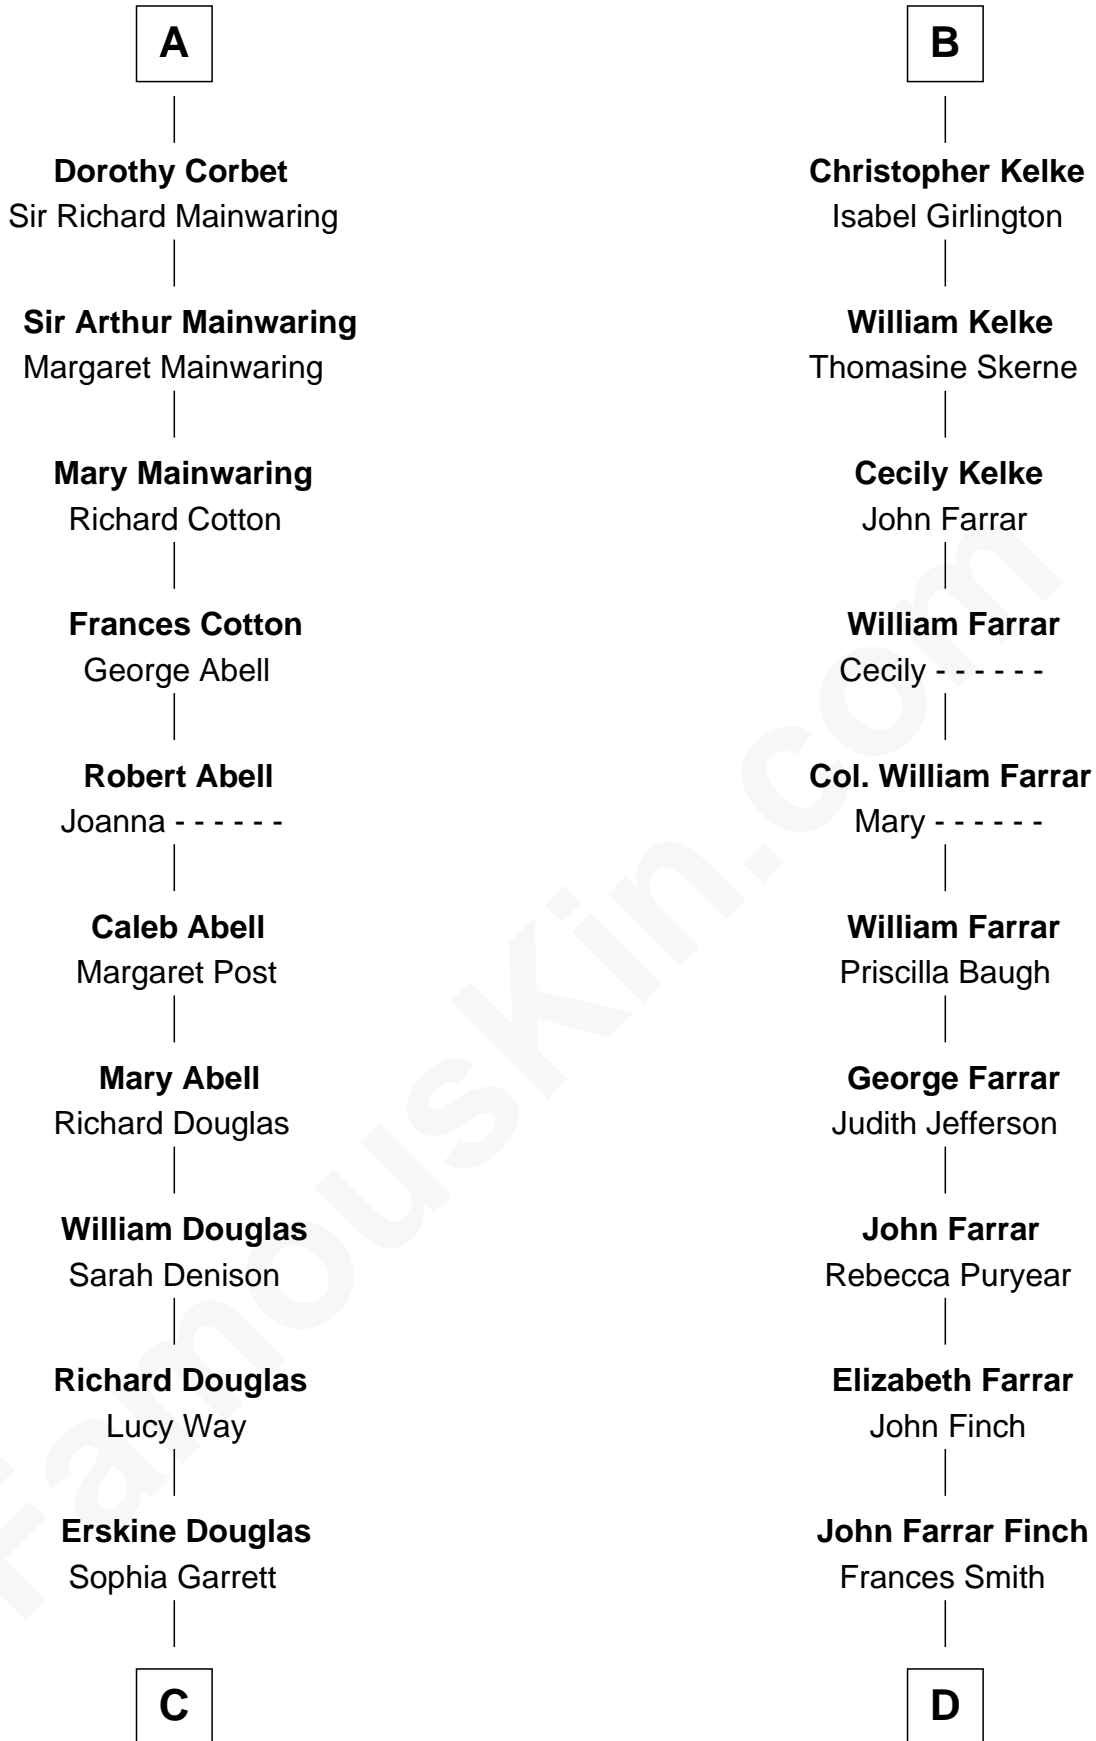 A
Dorothy Corbet
Sir Richard Mainwaring
Sir Arthur Mainwaring
Margaret Mainwaring
Mary Mainwaring
Richard Cotton
Frances Cotton
George Abell
Robert Abell
Joanna - - - - - -
Caleb Abell
Margaret Post
Mary Abell
Richard Douglas
William Douglas
Sarah Denison
Richard Douglas
Lucy Way
Erskine Douglas
Sophia Garrett
C
B
Christopher Kelke
Isabel Girlington
William Kelke
Thomasine Skerne
Cecily Kelke
John Farrar
William Farrar
Cecily - - - - - -
Col. William Farrar
Mary - - - - - -
William Farrar
Priscilla Baugh
George Farrar
Judith Jefferson
John Farrar
Rebecca Puryear
Elizabeth Farrar
John Finch
John Farrar Finch
Frances Smith
D
FamousKin.com